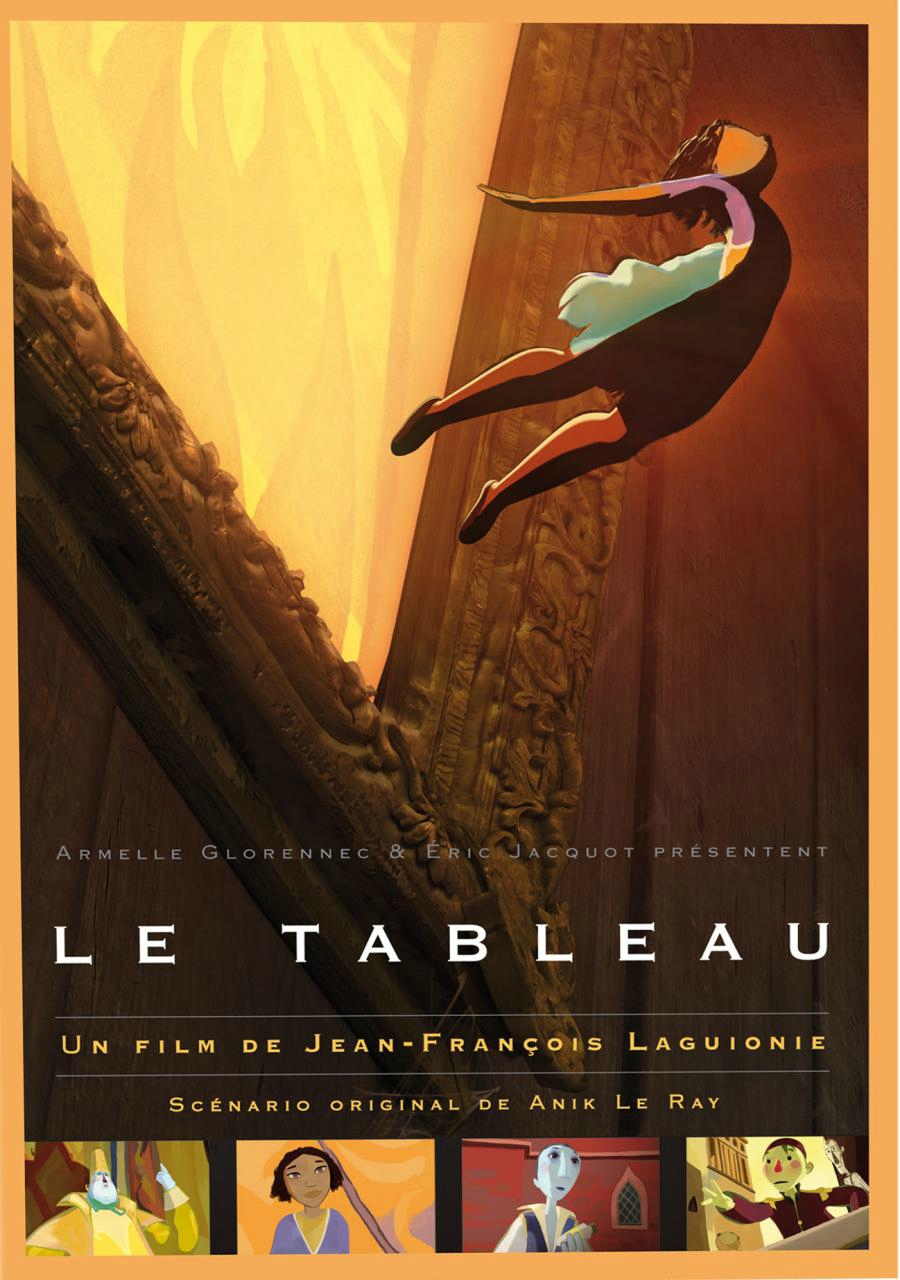 Armelle Glorennec & Éric Jacquot présentent
LE TABLEAU
Un film de Jean-François Laguionie
Scénario original de Anik Le Ray